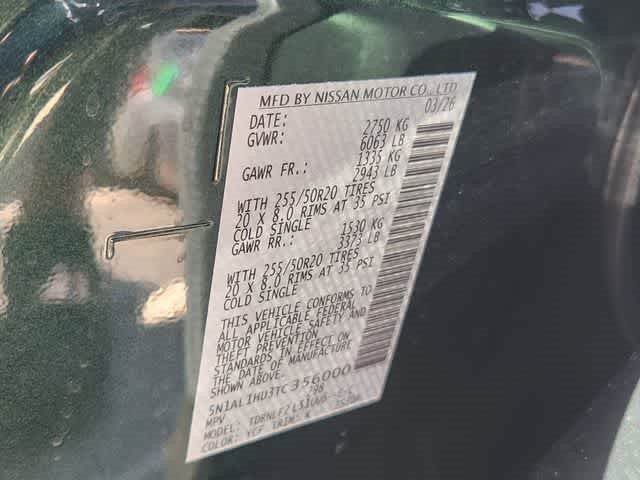 MFD BY NISSAN MOTOR CO., LTD
DATE: 03/26
GVWR: 2750 KG
6063 LB
GAWR FR.: 1335 KG
2943 LB
WITH 255/50R20 TIRES
20 X 8.0 RIMS AT 35 PSI
COLD SINGLE
GAWR RR.: 1530 KG
3373 LB
WITH 255/50R20 TIRES
20 X 8.0 RIMS AT 35 PSI
COLD SINGLE
THIS VEHICLE CONFORMS TO
ALL APPLICABLE FEDERAL
MOTOR VEHICLE SAFETY AND
THEFT PREVENTION
STANDARDS IN EFFECT ON
THE DATE OF MANUFACTURE
SHOWN ABOVE.
5N1AL1HU3TC356000
MPV
MODEL:
COLOR: TRIM: K